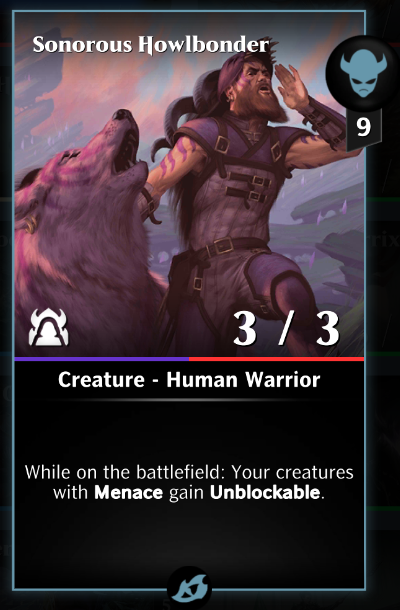 Sonorous Howlbonder
9
3 / 3
Creature - Human Warrior
While on the battlefield: Your creatures
with Menace gain Unblockable.